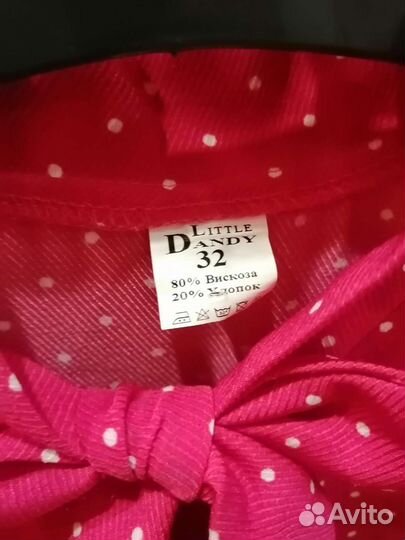 LITTLE
DANDY
32
80% Вискоза
20% Хлопок
Avito